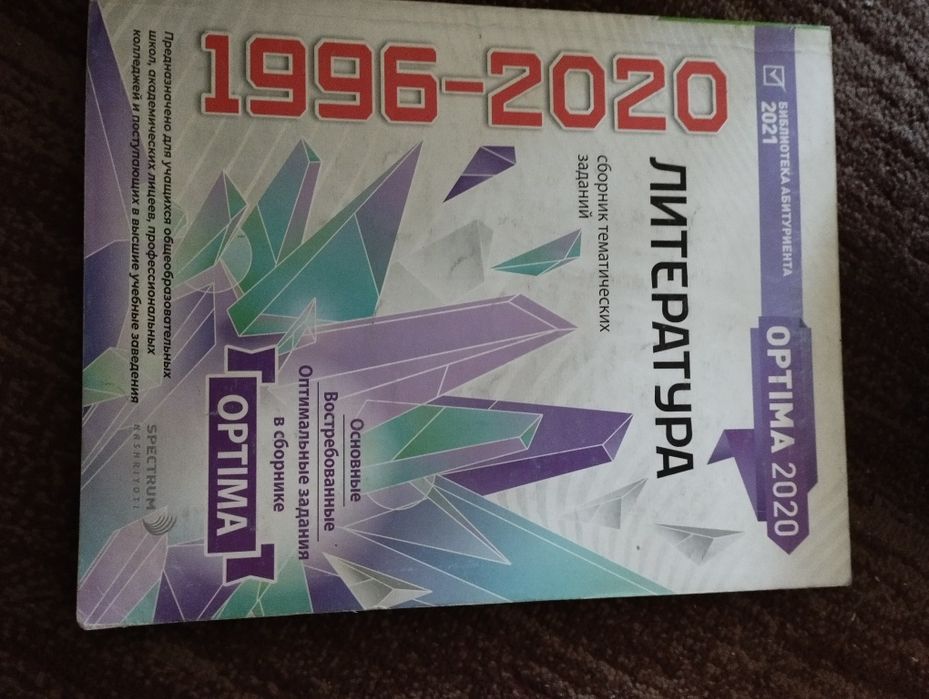 БИБЛИОТЕКА АБИТУРИЕНТА
2021
OPTIMA 2020
ЛИТЕРАТУРА
сборник тематических
заданий
1996-2020
Основные
Востребованные
Оптимальные задания
в сборнике
OPTIMA
Предназначено для учащихся общеобразовательных
школ, академических лицеев, профессиональных
колледжей и поступающих в высшие учебные заведения
SPECTRUM
NASHRIYOTI